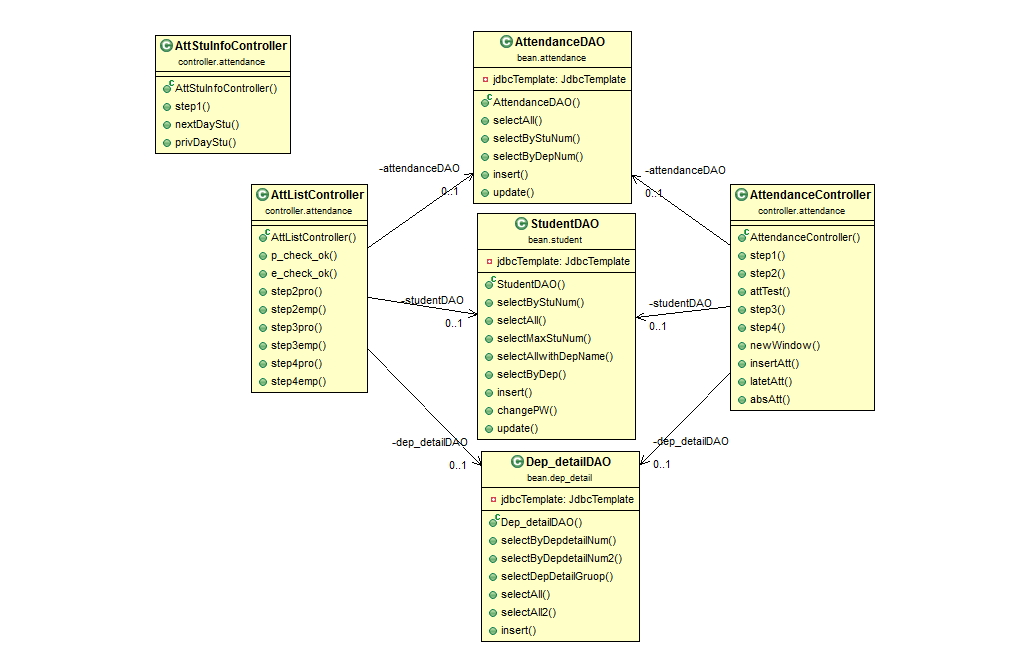 AttStuInfoController
controller.attendance
AttStuInfoController()
step1()
nextDayStu()
privDayStu()
AttendanceDAO
bean.attendance
jdbcTemplate: JdbcTemplate
AttendanceDAO()
selectAll()
selectByStuNum()
selectByDepNum()
insert()
update()
-attendanceDAO
0..1
-attendanceDAO
0..1
AttListController
controller.attendance
AttListController()
p_check_ok()
e_check_ok()
step2pro()
step2emp()
step3pro()
step3emp()
step4pro()
step4emp()
StudentDAO
bean.student
jdbcTemplate: JdbcTemplate
StudentDAO()
selectByStuNum()
selectAll()
selectMaxStuNum()
selectAllwithDepName()
selectByDep()
insert()
changePW()
update()
AttendanceController
controller.attendance
AttendanceController()
step1()
step2()
attTest()
step3()
step4()
newWindow()
insertAtt()
latetAtt()
absAtt()
-studentDAO
0..1
-studentDAO
0..1
-dep_detailDAO
0..1
-dep_detailDAO
0..1
Dep_detailDAO
bean.dep_detail
jdbcTemplate: JdbcTemplate
Dep_detailDAO()
selectByDepdetailNum()
selectByDepdetailNum2()
selectDepDetailGruop()
selectAll()
selectAll2()
insert()